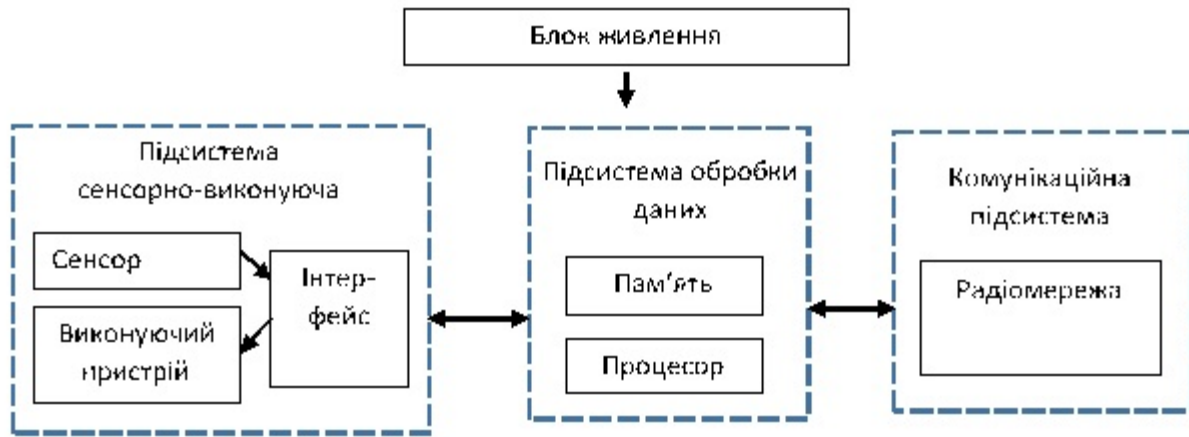 Блок живлення
Підсистема
сенсорно-виконуюча
Сенсор
Виконуючий
пристрій
Інтер-
фейс
Підсистема обробки
даних
Пам'ять
Процесор
Комунікаційна
підсистема
Радіомережа